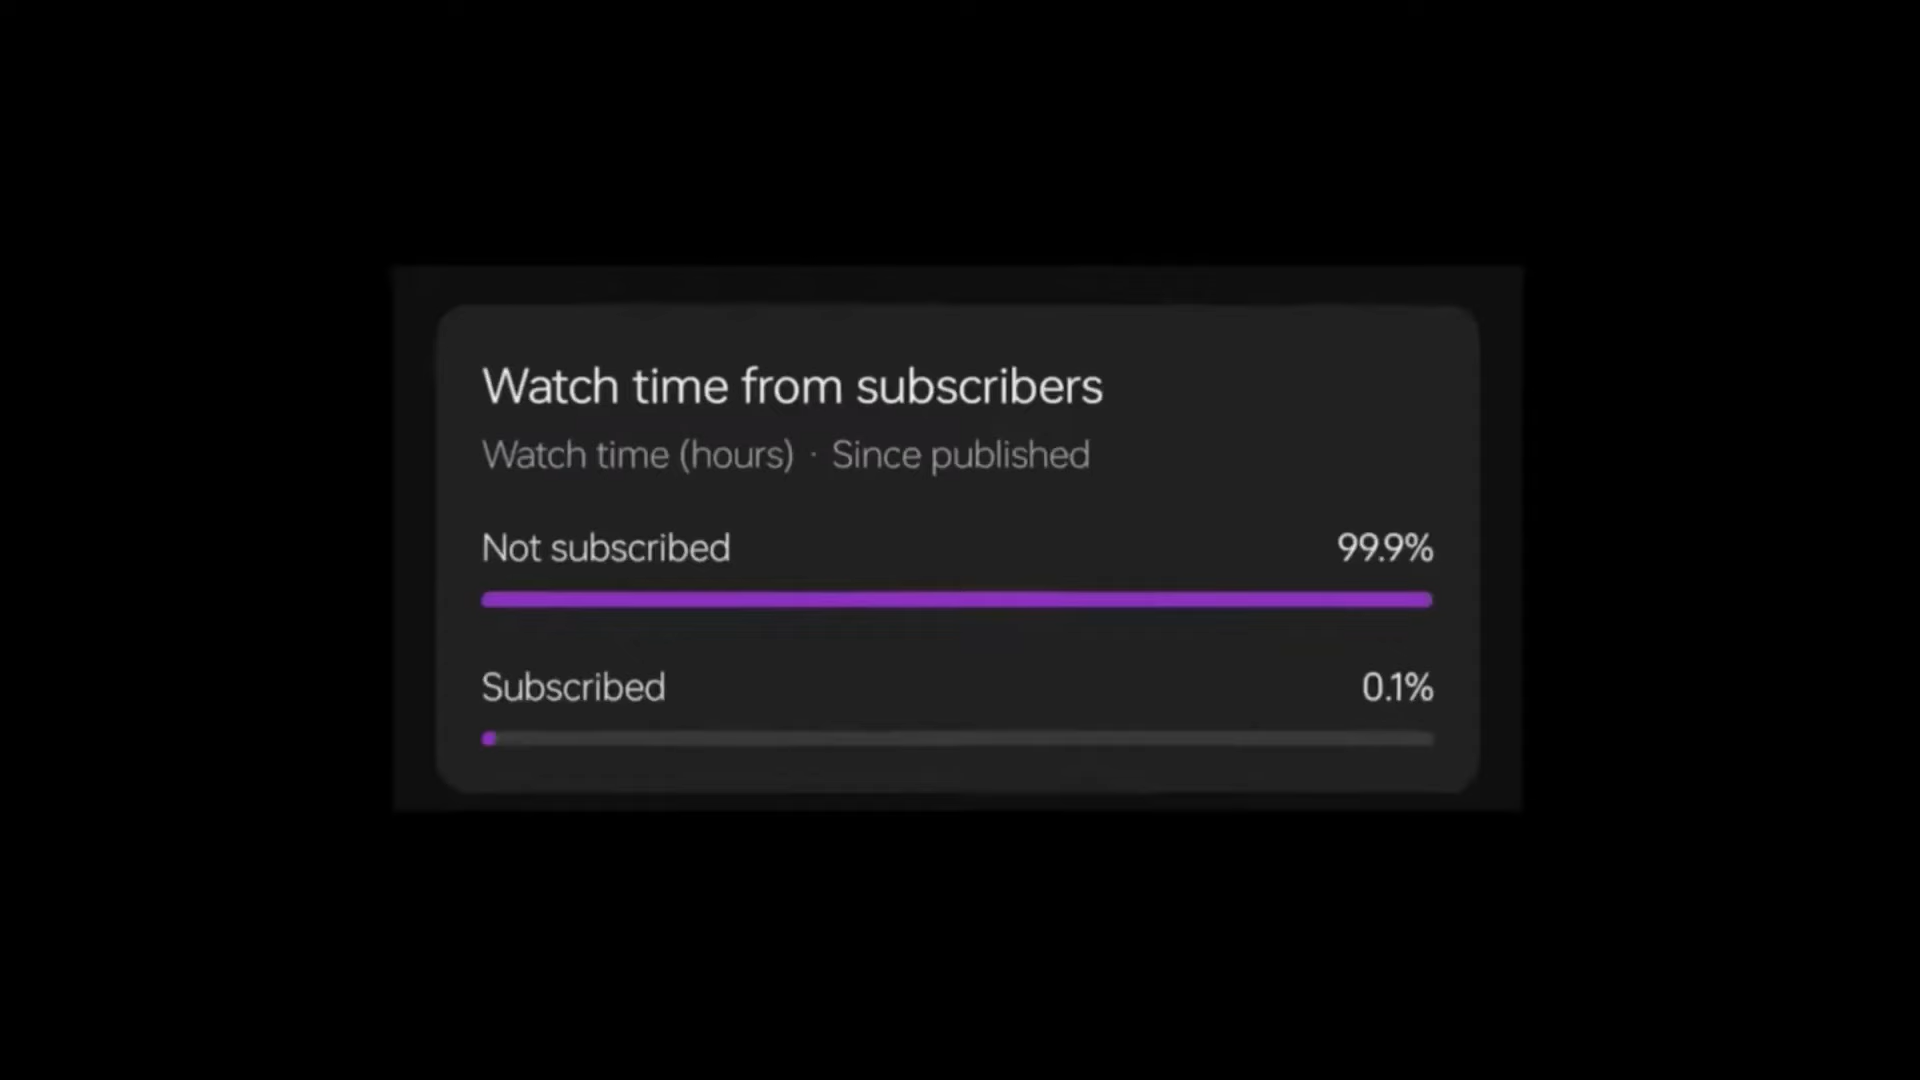 Watch time from subscribers
Watch time (hours) · Since published
Not subscribed 99.9%
Subscribed 0.1%